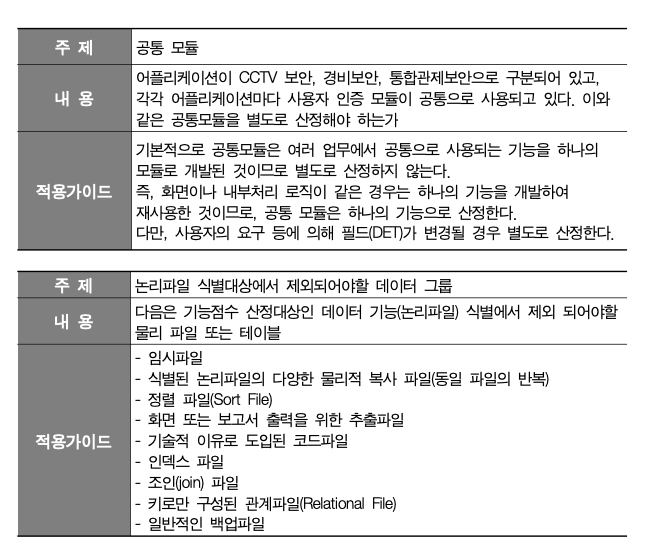 주 제 공통 모듈
내 용
어플리케이션이 CCTV 보안, 경비보안, 통합관제보안으로 구분되어 있고,
각각 어플리케이션마다 사용자 인증 모듈이 공통으로 사용되고 있다. 이와
같은 공통모듈을 별도로 산정해야 하는가
적용가이드
기본적으로 공통모듈은 여러 업무에서 공통으로 사용되는 기능을 하나의
모듈로 개발된 것이므로 별도로 산정하지 않는다.
즉, 화면이나 내부처리 로직이 같은 경우는 하나의 기능을 개발하여
재사용한 것이므로, 공통 모듈은 하나의 기능으로 산정한다.
다만, 사용자의 요구 등에 의해 필드(DET)가 변경될 경우 별도로 산정한다.
주 제 논리파일 식별대상에서 제외되어야할 데이터 그룹
내 용
다음은 기능점수 산정대상인 데이터 기능(논리파일) 식별에서 제외 되어야할
물리 파일 또는 테이블
적용가이드
- 임시파일
- 식별된 논리파일의 다양한 물리적 복사 파일(동일 파일의 반복)
- 정렬 파일(Sort File)
- 화면 또는 보고서 출력을 위한 추출파일
- 기술적 이유로 도입된 코드파일
- 인덱스 파일
- 조인(join) 파일
- 키로만 구성된 관계파일(Relational File)
- 일반적인 백업파일